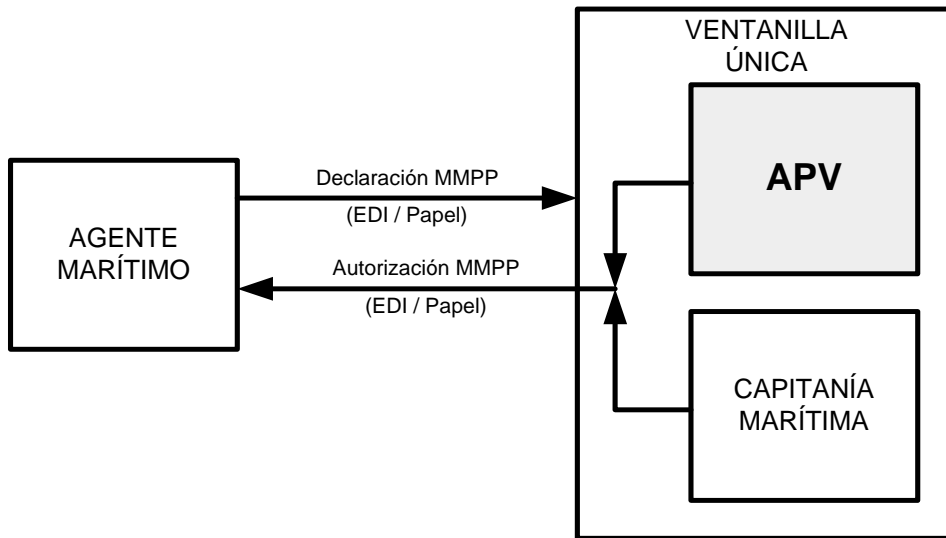 VENTANILLA
ÚNICA
APV
Declaración MMPP
(EDI / Papel)
AGENTE
MARÍTIMO
Autorización MMPP
(EDI / Papel)
CAPITANÍA
MARÍTIMA